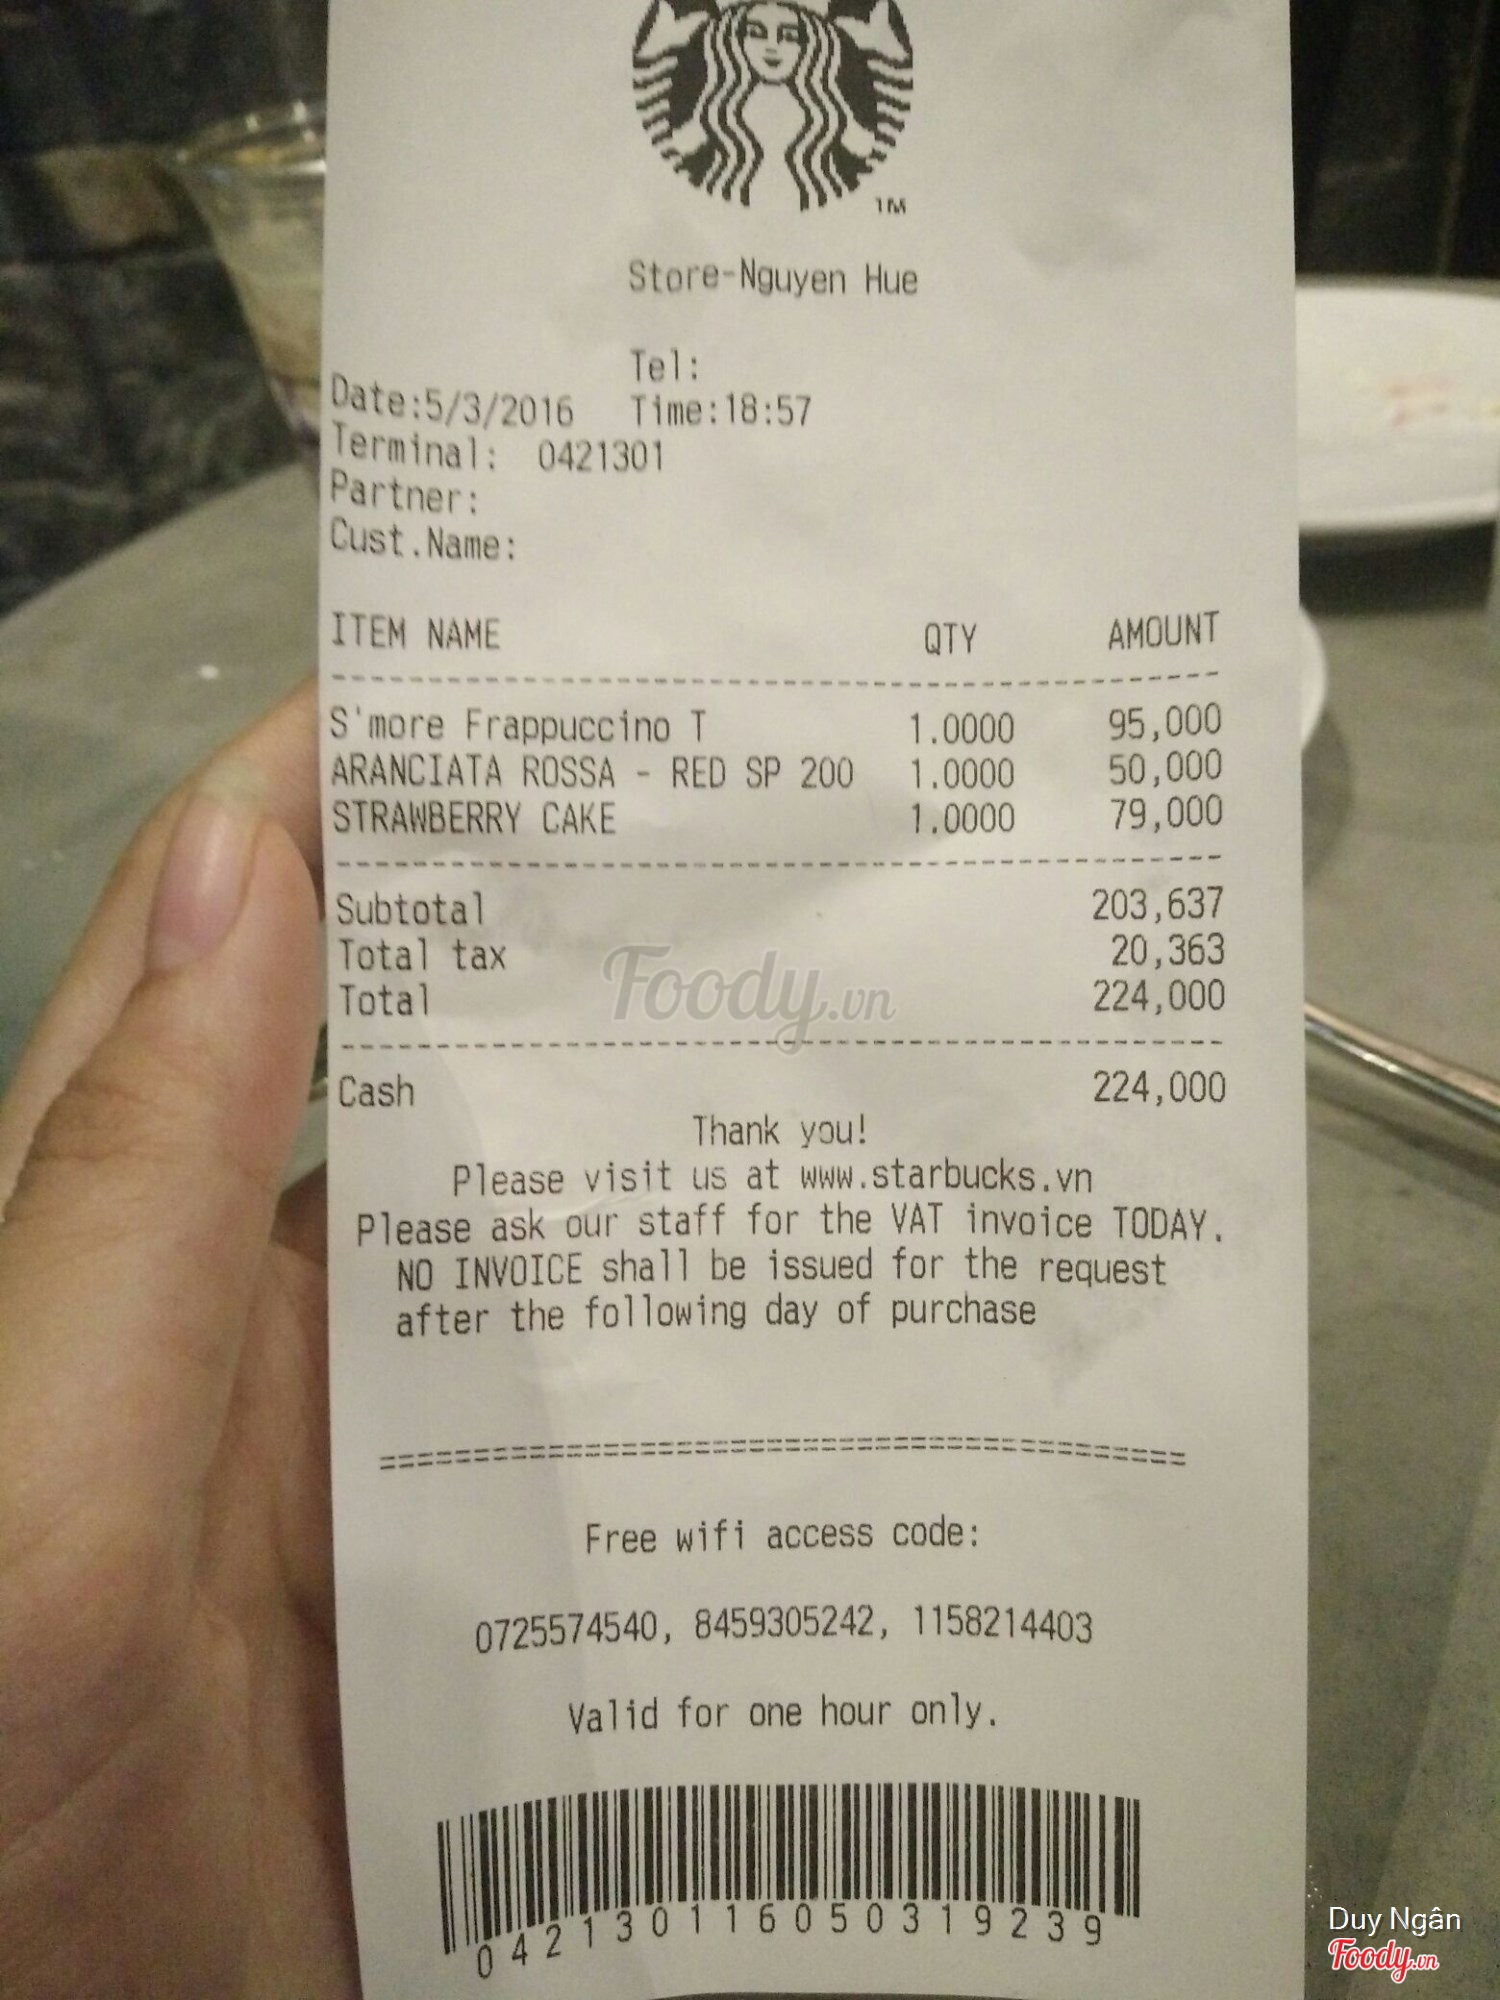 TM
Store-Nguyen Hue
Tel:
Date:5/3/2016 Time:18:57
Terminal: 0421301
Partner:
Cust.Name:
ITEM NAME QTY AMOUNT
S'more Frappuccino T 1.0000 95,000
ARANCIATA ROSSA - RED SP 200 1.0000 50,000
STRAWBERRY CAKE 1.0000 79,000
Subtotal 203,637
Total tax 20,363
Total 224,000
Foody.vn
Cash 224,000
Thank you!
Please visit us at www.starbucks.vn
Please ask our staff for the VAT invoice TODAY.
NO INVOICE shall be issued for the request
after the following day of purchase
Free wifi access code:
0725574540, 8459305242, 1158214403
Valid for one hour only.
04213011605031 9239
Duy Ngân
Foody.vn